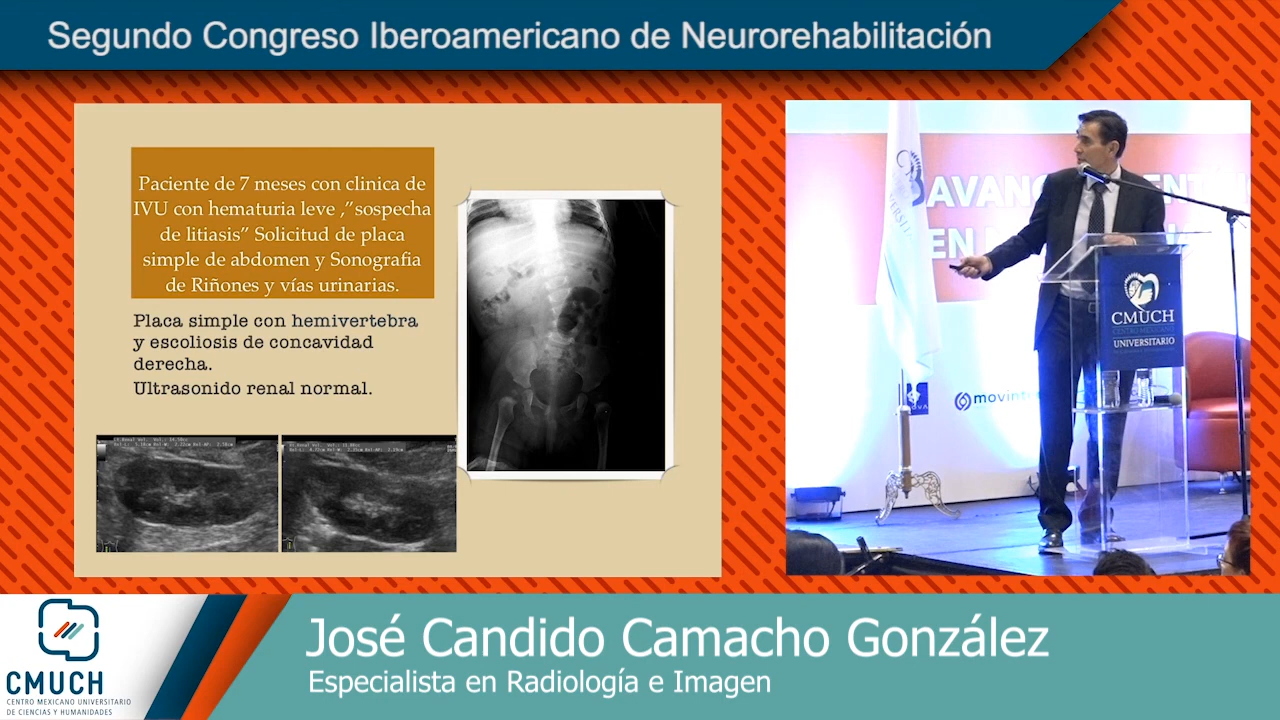 Segundo Congreso Iberoamericano de Neurorehabilitación
Paciente de 7 meses con clinica de
IVU con hematuria leve ,”sospecha
de litiasis” Solicitud de placa
simple de abdomen y Sonografia
de Riñones y vías urinarias.
Placa simple con hemivertebra
y escoliosis de concavidad
derecha.
Ultrasonido renal normal.
AVANC
EN
CMUCH
CENTRO MEXICANO
UNIVERSITARIO
movint
José Candido Camacho González
Especialista en Radiología e Imagen
CMUCH
CENTRO MEXICANO UNIVERSITARIO
DE CIENCIAS Y HUMANIDADES